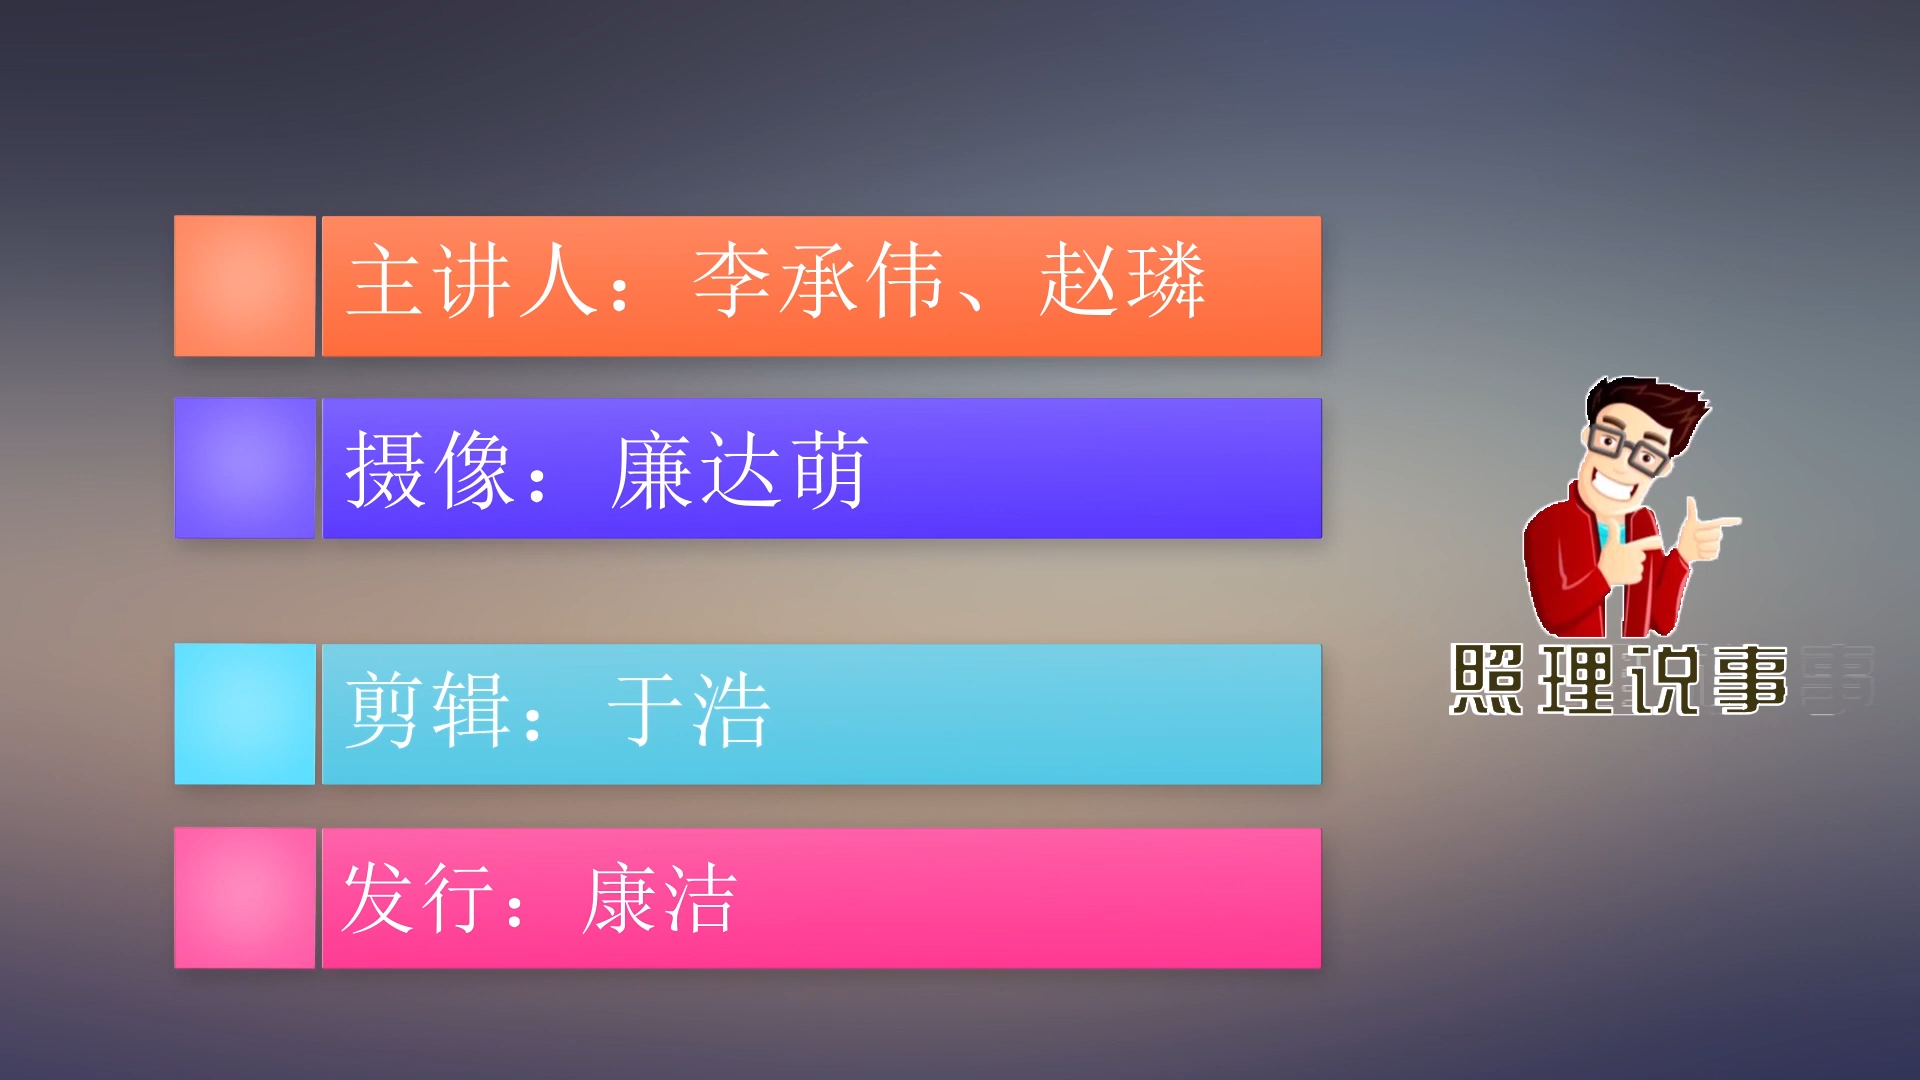 主讲人：李承伟、赵璘
摄像：廉达萌
剪辑：于浩
发行：康洁
照理说事